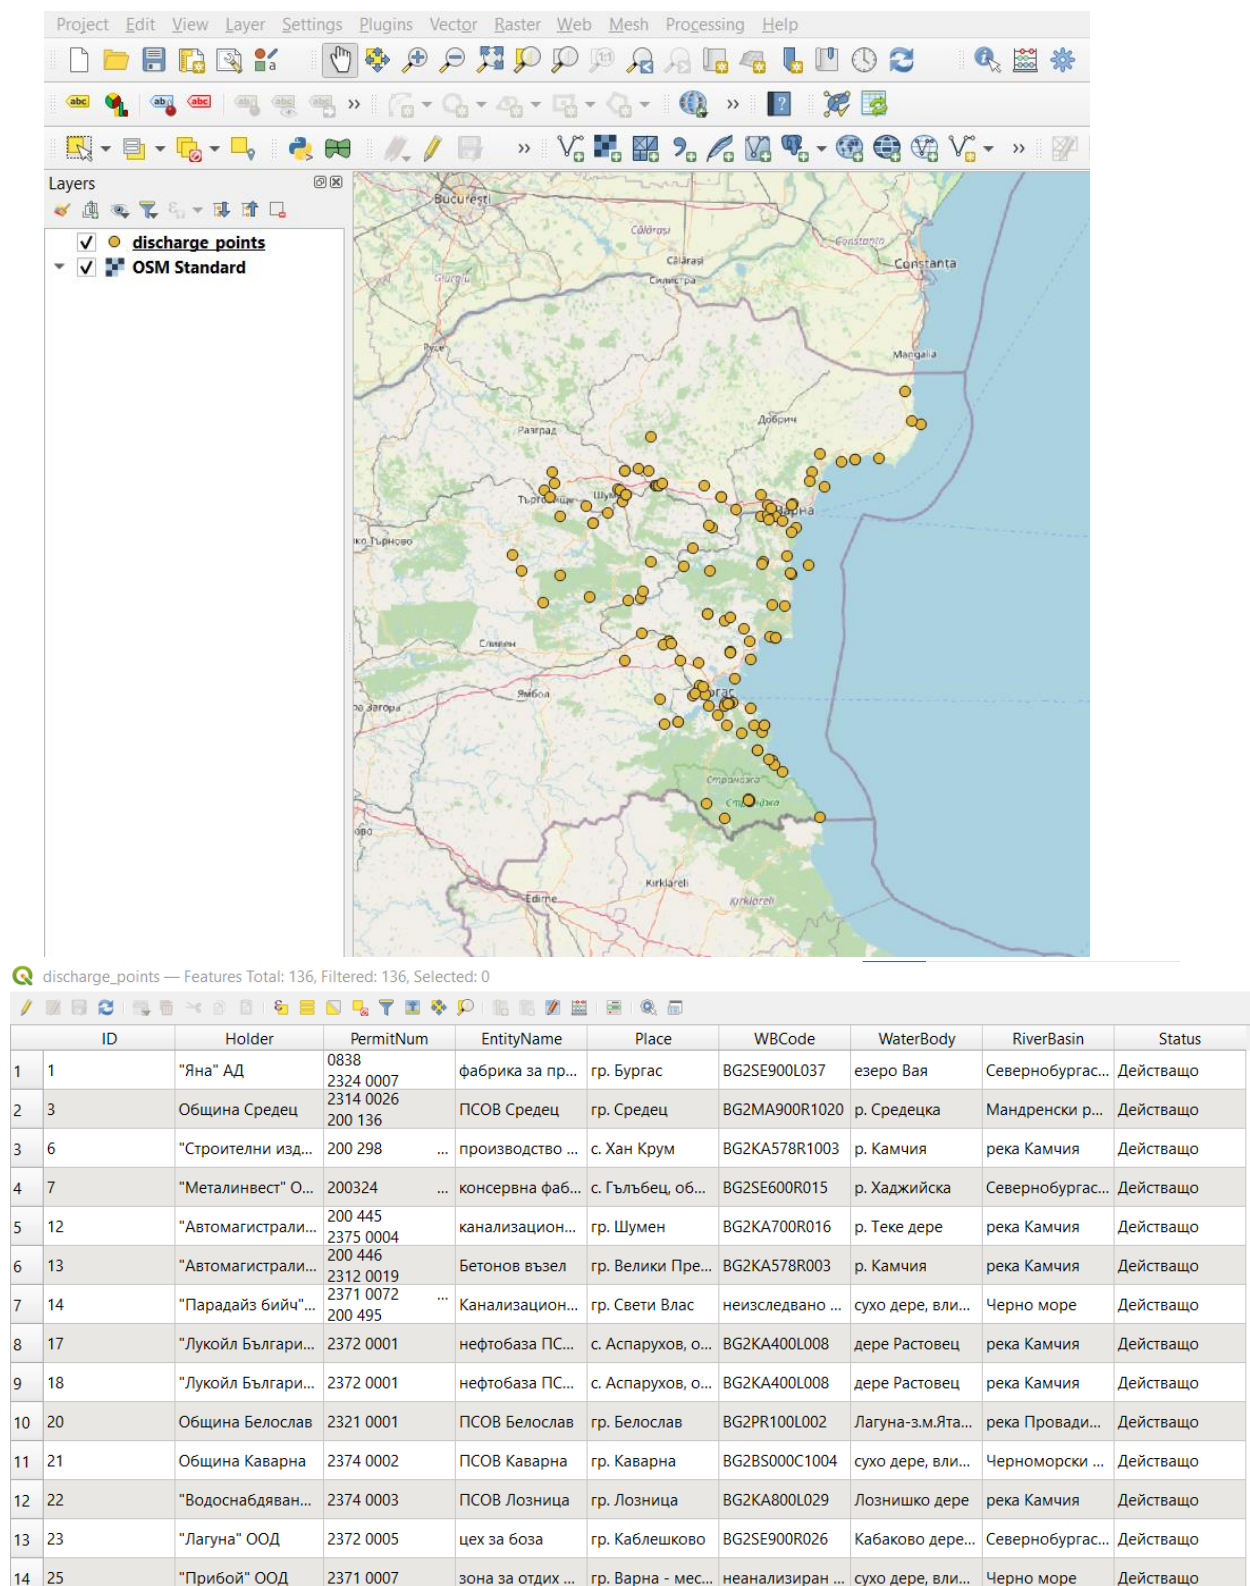 Project Edit View Layer Settings Plugins Vector Raster Web Mesh Processing Help
Layers
discharge_points
OSM Standard
București
Călărași
Călărași
Силистра
Giurgiu
Constanța
Constanța
Русе
Mangalia
Добрич
Разград
Варна
Сливен
Ямбол
Странджа
Kırklareli
Kırklareli
Edirne
discharge_points — Features Total: 136, Filtered: 136, Selected: 0
ID Holder PermitNum EntityName Place WBCode WaterBody RiverBasin Status
1 1 "Яна" АД 0838 2324 0007 фабрика за пр... гр. Бургас BG2SE900L037 езеро Вая Севернобургас... Действащо
2 3 Община Средец 2314 0026 200 136 ПСОВ Средец гр. Средец BG2MA900R1020 р. Средецка Мандренски р... Действащо
3 6 "Строителни изд... 200 298 ... производство ... с. Хан Крум BG2KA578R1003 р. Камчия река Камчия Действащо
4 7 "Металинвест" О... 200324 ... консервна фаб... с. Гълъбец, об... BG2SE600R015 р. Хаджийска Севернобургас... Действащо
5 12 "Автомагистрали... 200 445 2375 0004 канализацион... гр. Шумен BG2KA700R016 р. Теке дере река Камчия Действащо
6 13 "Автомагистрали... 200 446 2312 0019 Бетонов възел гр. Велики Пре... BG2KA578R003 р. Камчия река Камчия Действащо
7 14 "Парадайз бийч"... 2371 0072 ... 200 495 Канализацион... гр. Свети Влас неизследвано ... сухо дере, вли... Черно море Действащо
8 17 "Лукойл Българи... 2372 0001 нефтобаза ПС... с. Аспарухов, о... BG2KA400L008 дере Растовец река Камчия Действащо
9 18 "Лукойл Българи... 2372 0001 нефтобаза ПС... с. Аспарухов, о... BG2KA400L008 дере Растовец река Камчия Действащо
10 20 Община Белослав 2321 0001 ПСОВ Белослав гр. Белослав BG2PR100L002 Лагуна-з.м.Ята... река Провади... Действащо
11 21 Община Каварна 2374 0002 ПСОВ Каварна гр. Каварна BG2BS000C1004 сухо дере, вли... Черноморски ... Действащо
12 22 "Водоснабдяван... 2374 0003 ПСОВ Лозница гр. Лозница BG2KA800L029 Лознишко дере река Камчия Действащо
13 23 "Лагуна" ООД 2372 0005 цех за боза гр. Каблешково BG2SE900R026 Кабаково дере... Севернобургас... Действащо
14 25 "Прибой" ООД 2371 0007 зона за отдих ... гр. Варна - мес... неанализиран ... сухо дере, вли... Черно море Действащо